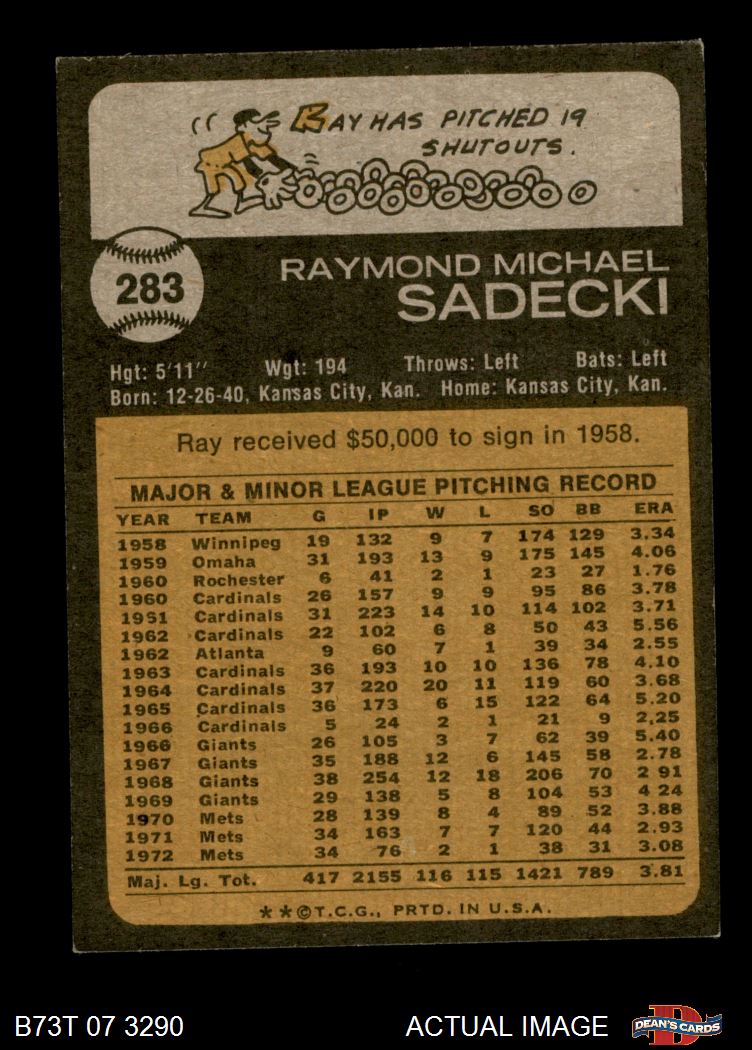 RAY HAS PITCHED 19
SHUTOUTS.
283
RAYMOND MICHAEL
SADECKI
Hgt: 5'11" Wgt: 194 Throws: Left Bats: Left
Born: 12-26-40, Kansas City, Kan. Home: Kansas City, Kan.
Ray received $50,000 to sign in 1958.
MAJOR & MINOR LEAGUE PITCHING RECORD
YEAR TEAM G IP W L SO BB ERA
1958 Winnipeg 19 132 9 7 174 129 3.34
1959 Omaha 31 193 13 9 175 145 4.06
1960 Rochester 6 41 2 1 23 27 1.76
1960 Cardinals 26 157 9 9 95 86 3.78
1951 Cardinals 31 223 14 10 114 102 3.71
1962 Cardinals 22 102 6 8 50 43 5.56
1962 Atlanta 9 60 7 1 39 34 2.55
1963 Cardinals 36 193 10 10 136 78 4.10
1964 Cardinals 37 220 20 11 119 60 3.68
1965 Cardinals 36 173 6 15 122 64 5.20
1966 Cardinals 5 24 2 1 21 9 2,25
1966 Giants 26 105 3 7 62 39 5.40
1967 Giants 35 188 12 6 145 58 2.78
1968 Giants 38 254 12 18 206 70 2 91
1969 Giants 29 138 5 8 104 53 4 24
1970 Mets 28 139 8 4 89 52 3.88
1971 Mets 34 163 7 7 120 44 2.93
1972 Mets 34 76 2 1 38 31 3.08
Maj. Lg. Tot. 417 2155 116 115 1421 789 3.81
**©T.C.G., PRTD. IN U.S.A.
B73T 07 3290 ACTUAL IMAGE DEAN'S CARDS